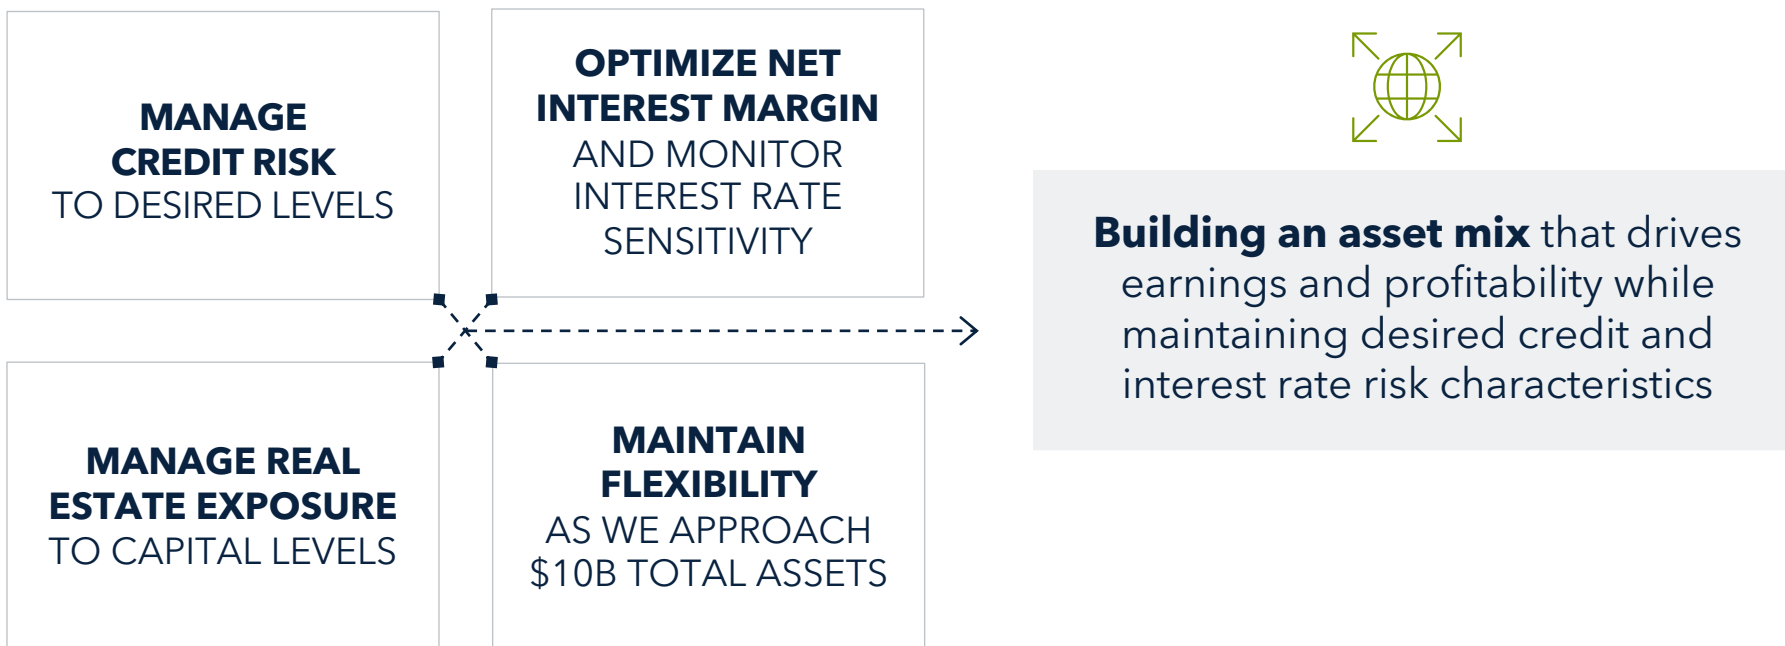 MANAGE
CREDIT RISK
TO DESIRED LEVELS
OPTIMIZE NET
INTEREST MARGIN
AND MONITOR
INTEREST RATE
SENSITIVITY
MANAGE REAL
ESTATE EXPOSURE
TO CAPITAL LEVELS
MAINTAIN
FLEXIBILITY
AS WE APPROACH
$10B TOTAL ASSETS
Building an asset mix that drives
earnings and profitability while
maintaining desired credit and
interest rate risk characteristics